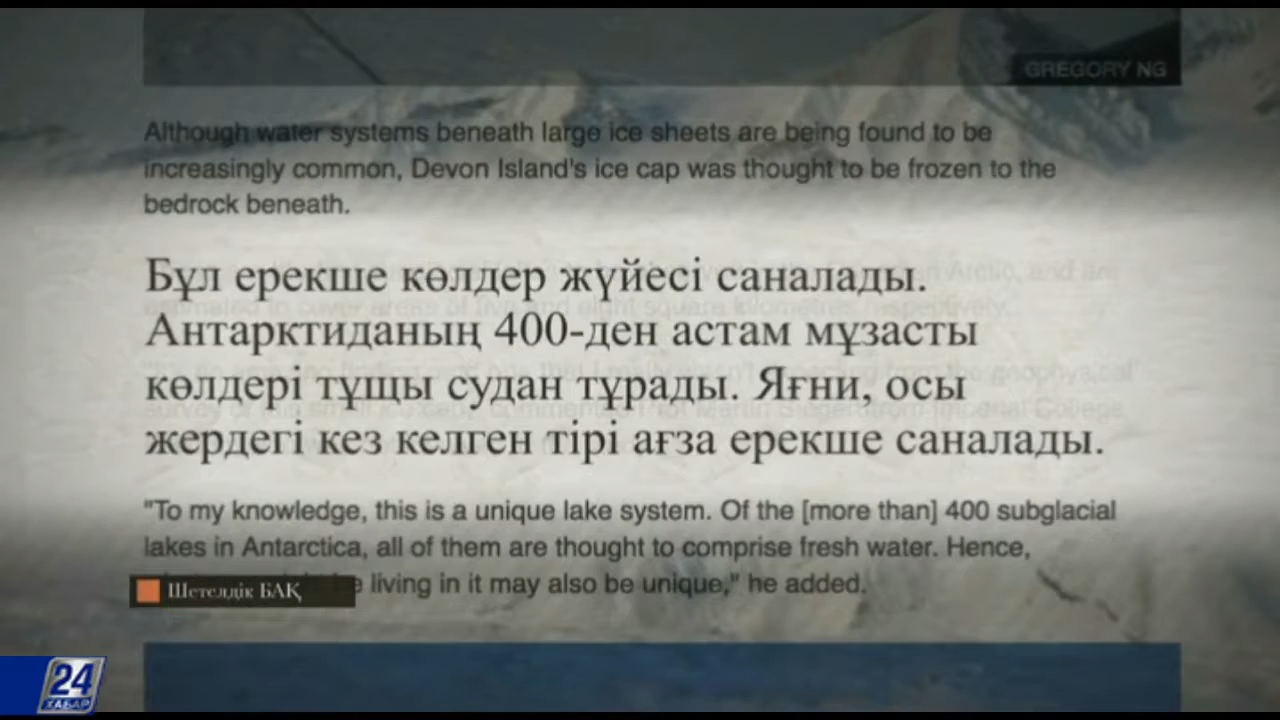 GREGORY NG
Although water systems beneath large ice sheets are being found to be
increasingly common, Devon Island's ice cap was thought to be frozen to the
bedrock beneath.
Бұл ерекше көлдер жүйесі саналады.
Антарктиданың 400-ден астам мұзасты
көлдері тұщы судан тұрады. Яғни, осы
жердегі кез келген тірі ағза ерекше саналады.
"To my knowledge, this is a unique lake system. Of the [more than] 400 subglacial
lakes in Antarctica, all of them are thought to comprise fresh water. Hence,
living in it may also be unique," he added.
Шетелдік БАҚ
24
ХАБАР